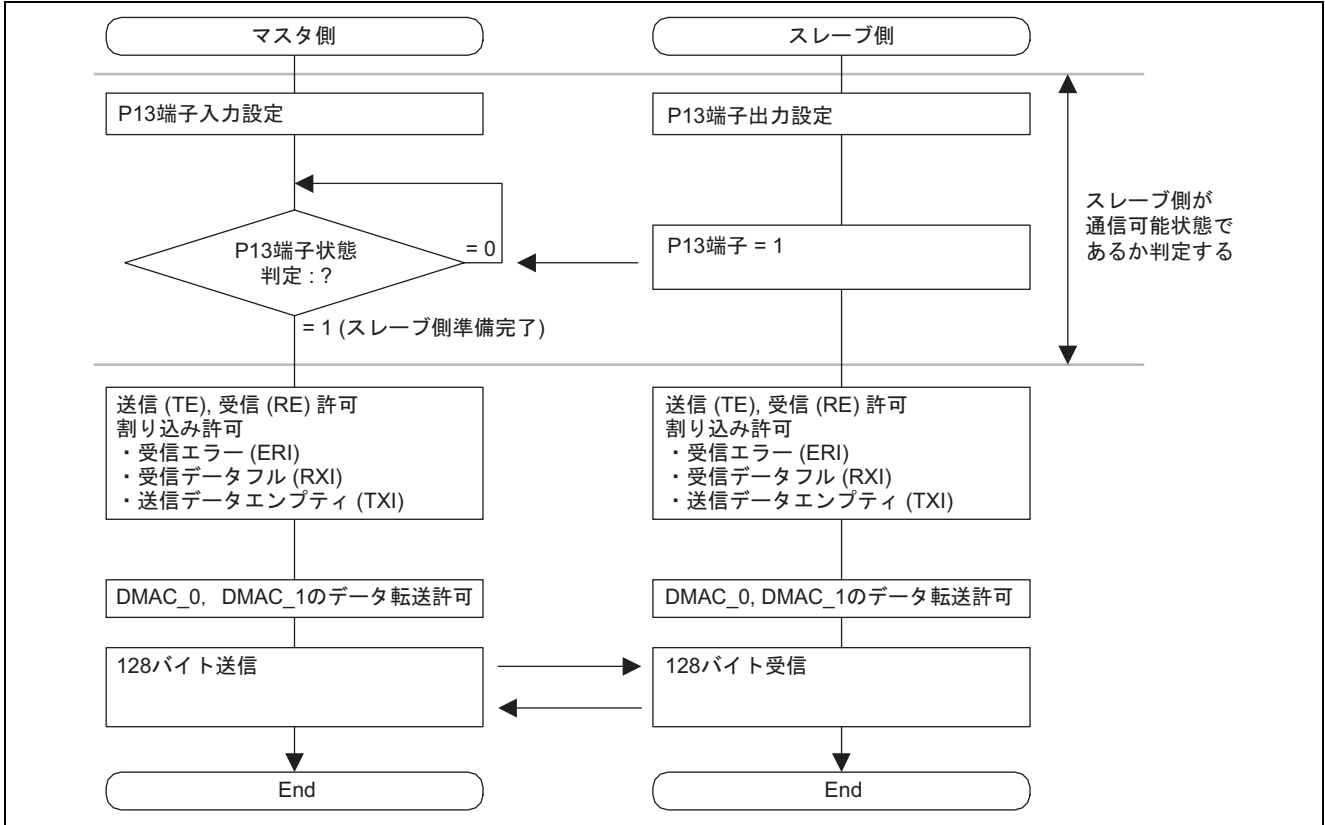 マスタ側
スレーブ側
P13端子入力設定
P13端子出力設定
P13端子状態
判定 : ?
= 0
P13端子 = 1
スレーブ側が
通信可能状態で
あるか判定する
= 1 (スレーブ側準備完了)
送信 (TE), 受信 (RE) 許可
割り込み許可
・受信エラー (ERI)
・受信データフル (RXI)
・送信データエンプティ (TXI)
送信 (TE), 受信 (RE) 許可
割り込み許可
・受信エラー (ERI)
・受信データフル (RXI)
・送信データエンプティ (TXI)
DMAC_0, DMAC_1のデータ転送許可
DMAC_0, DMAC_1のデータ転送許可
128バイト送信
128バイト受信
End
End